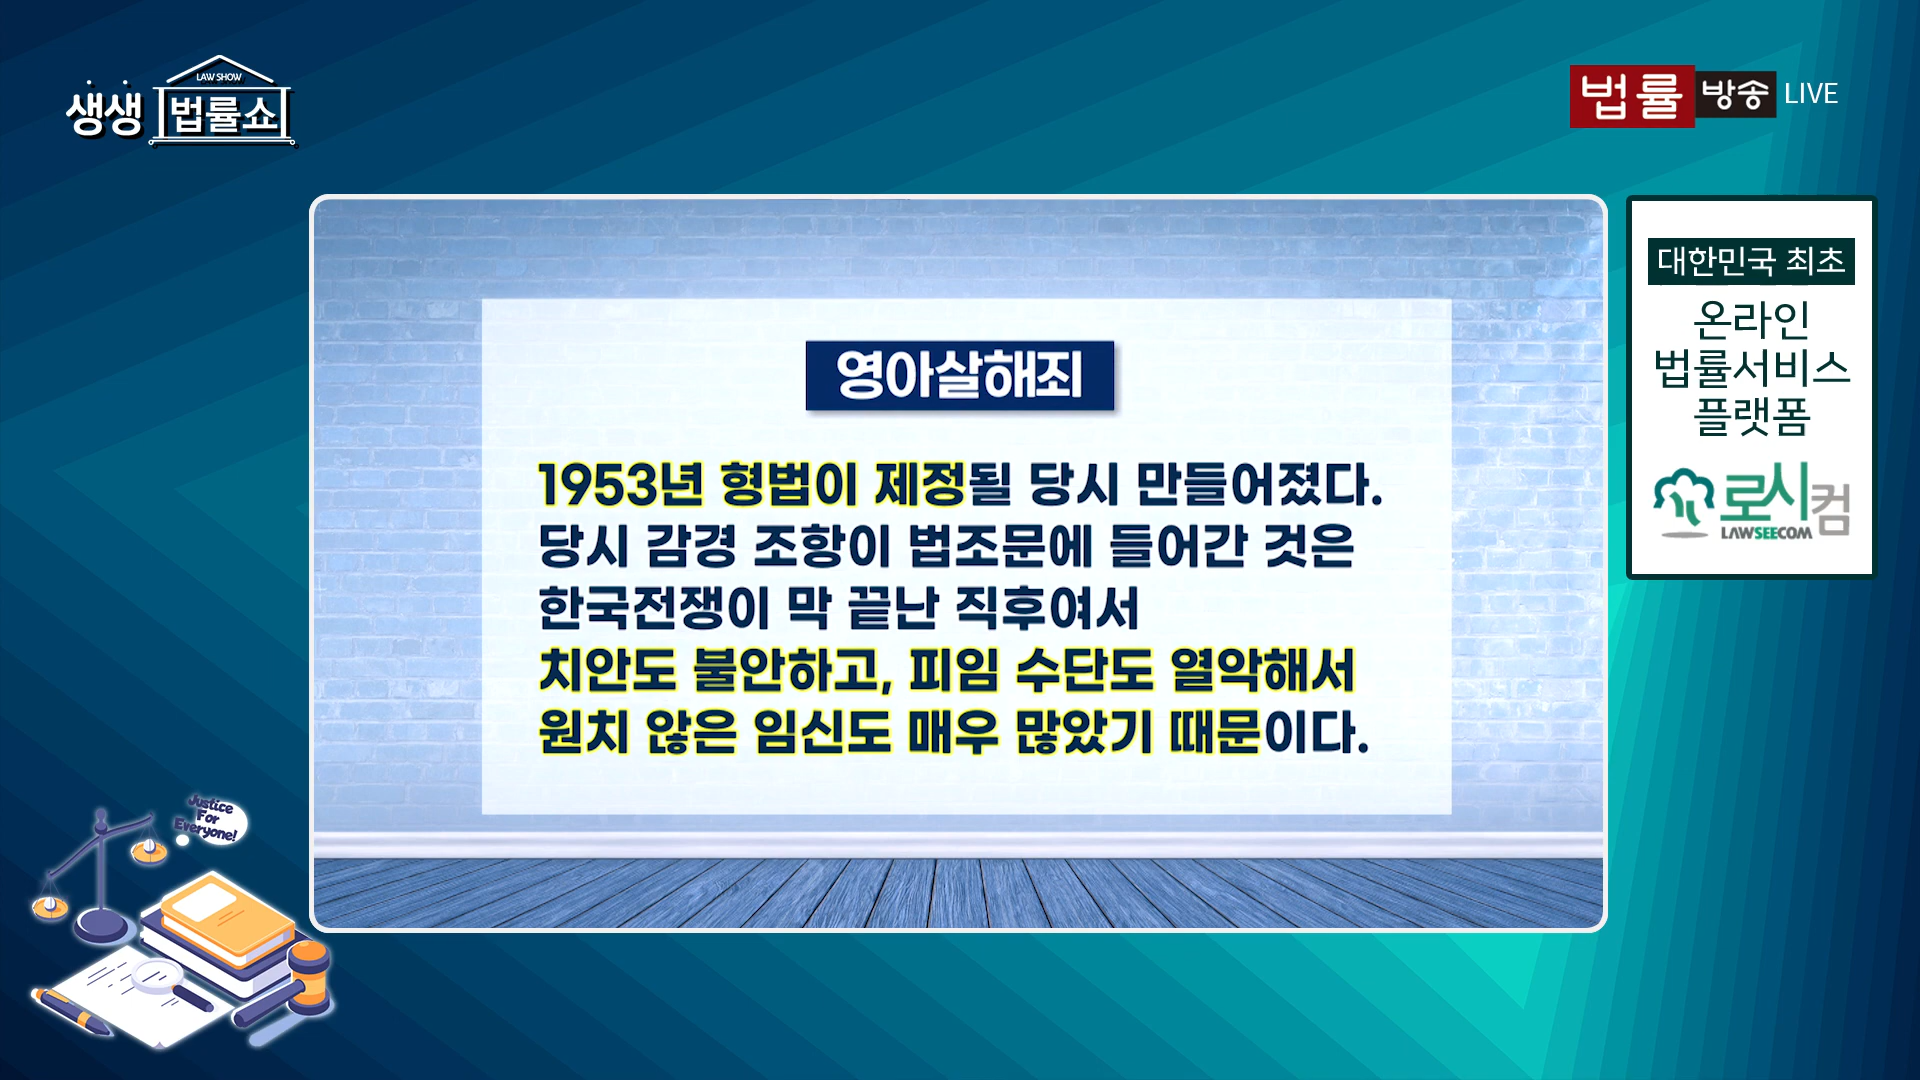 생생
LAW SHOW
법률쇼
법률방송 LIVE
대한민국 최초
온라인
법률서비스
플랫폼
로시컴
LAWSEECOM
영아살해죄
1953년 형법이 제정될 당시 만들어졌다.
당시 감경 조항이 법조문에 들어간 것은
한국전쟁이 막 끝난 직후여서
치안도 불안하고, 피임 수단도 열악해서
원치 않은 임신도 매우 많았기 때문이다.
Justice
For
Everyone!